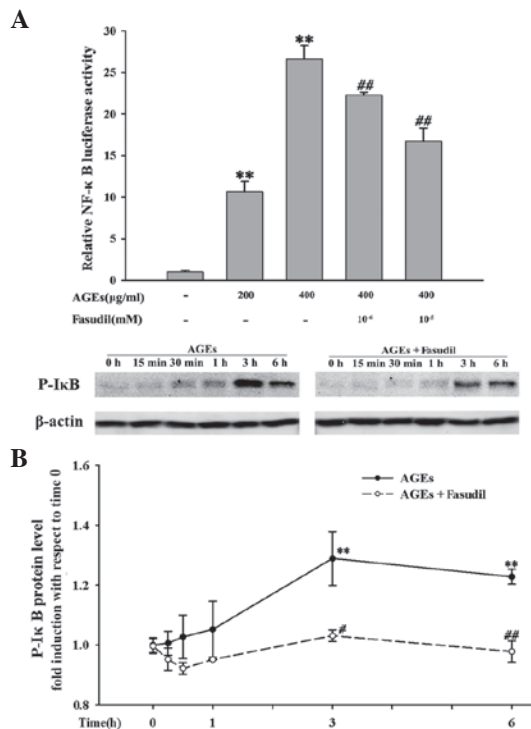 A
Relative NF-κ B luciferase activity
30
25
20
15
10
5
0
**
**
##
##
AGEs(μg/ml) - 200 400 400 400
Fasudil(mM) - - - 10⁻⁶ 10⁻⁵
AGEs
0 h 15 min 30 min 1 h 3 h 6 h
AGEs + Fasudil
0 h 15 min 30 min 1 h 3 h 6 h
P-IκB
β-actin
B
P-Iκ B protein level
fold induction with respect to time 0
1.6
1.4
1.2
1.0
0.8
AGEs
AGEs + Fasudil
**
**
#
##
Time(h) 0 1 3 6